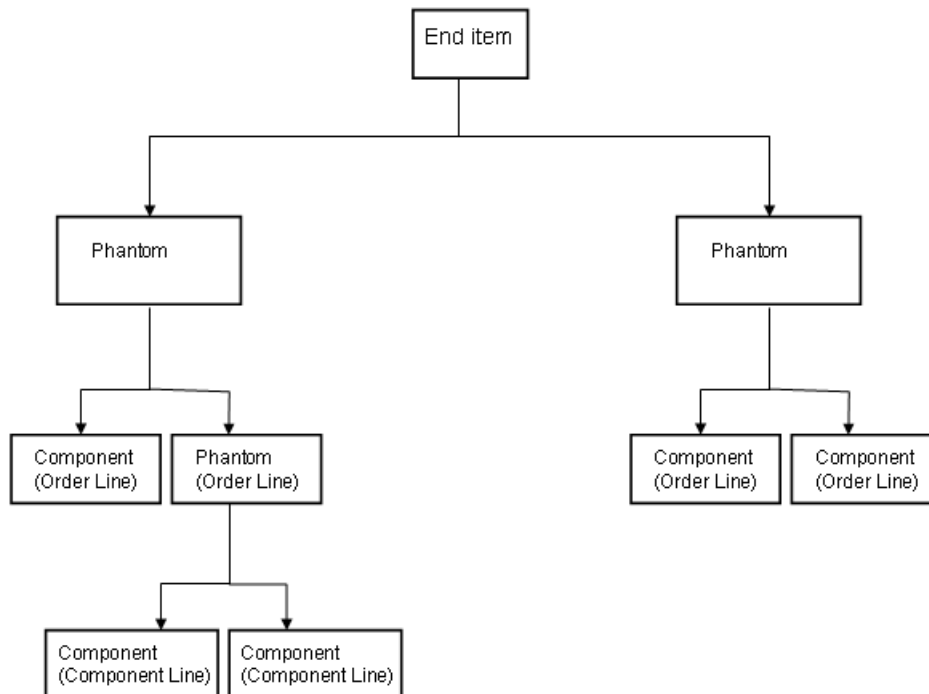 End item
Phantom
Phantom
Component
(Order Line)
Phantom
(Order Line)
Component
(Order Line)
Component
(Order Line)
Component
(Component Line)
Component
(Component Line)